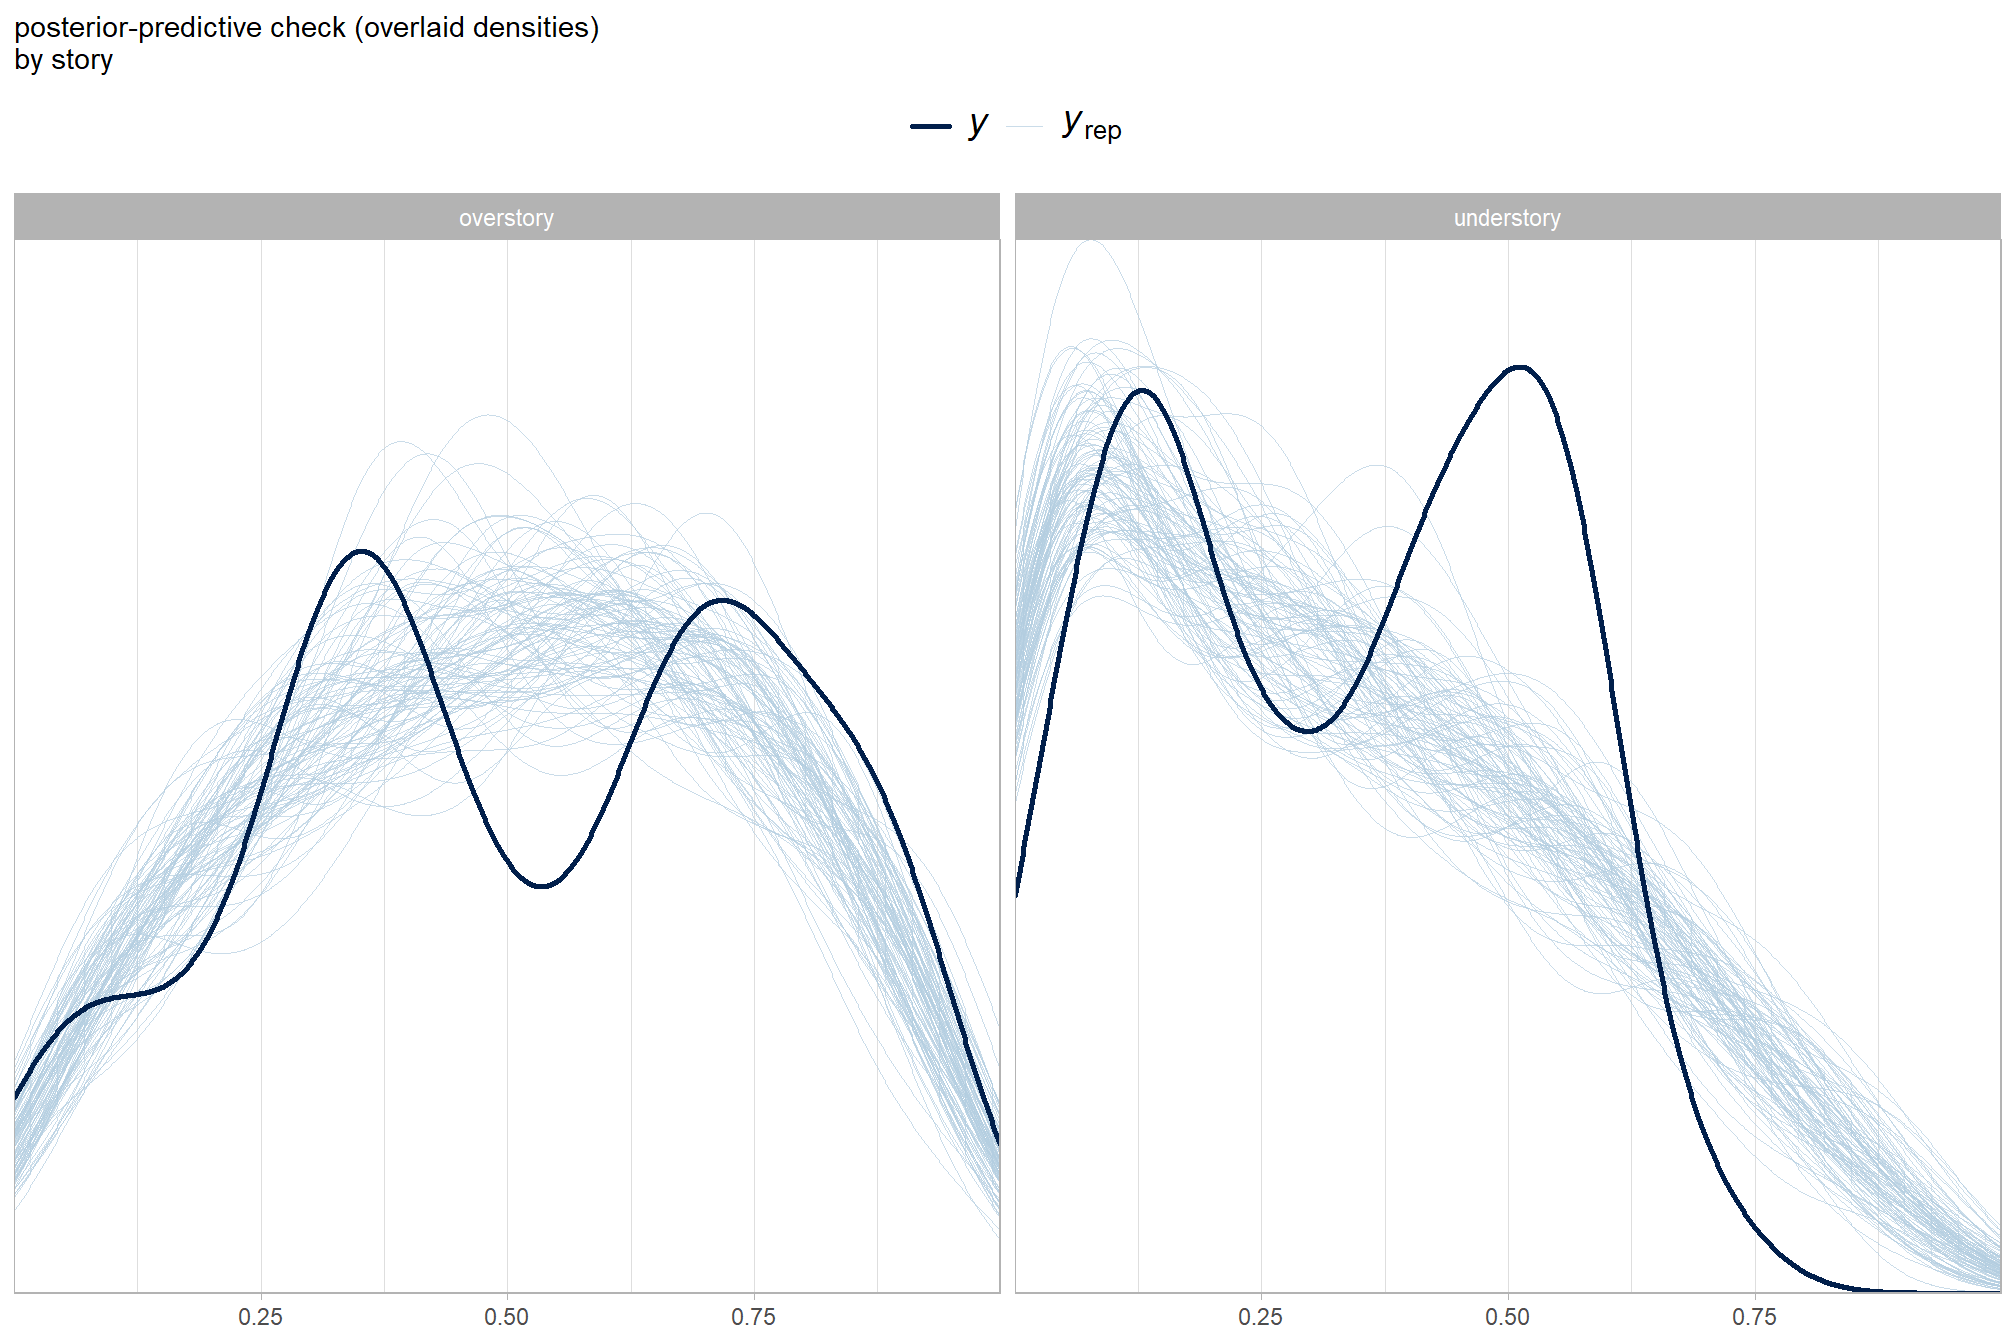 posterior-predictive check (overlaid densities)
by story
y y rep
overstory understory
0.25 0.50 0.75 0.25 0.50 0.75